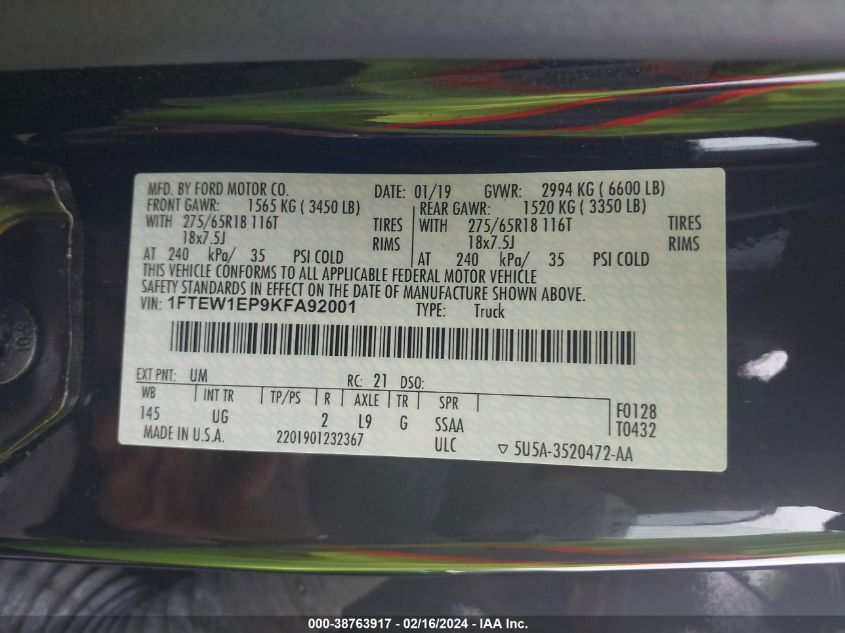 MFD. BY FORD MOTOR CO. DATE: 01/19 GVWR: 2994 KG ( 6600 LB)
FRONT GAWR: 1565 KG ( 3450 LB) REAR GAWR: 1520 KG ( 3350 LB)
WITH 275/65R18 116T TIRES WITH 275/65R18 116T TIRES
18x7.5J RIMS 18x7.5J RIMS
AT 240 kPa/ 35 PSI COLD AT 240 kPa/ 35 PSI COLD
THIS VEHICLE CONFORMS TO ALL APPLICABLE FEDERAL MOTOR VEHICLE
SAFETY STANDARDS IN EFFECT ON THE DATE OF MANUFACTURE SHOWN ABOVE.
VIN: 1FTEW1EP9KFA92001 TYPE: Truck
EXT PNT: UM RC: 21 DSO:
WB INT TR TP/PS R AXLE TR SPR
145 UG 2 L9 G SSAA F0128
T0432
MADE IN U.S.A. 2201901232367 ULC ▽ 5U5A-3520472-AA
000-38763917 - 02/16/2024 - IAA Inc.